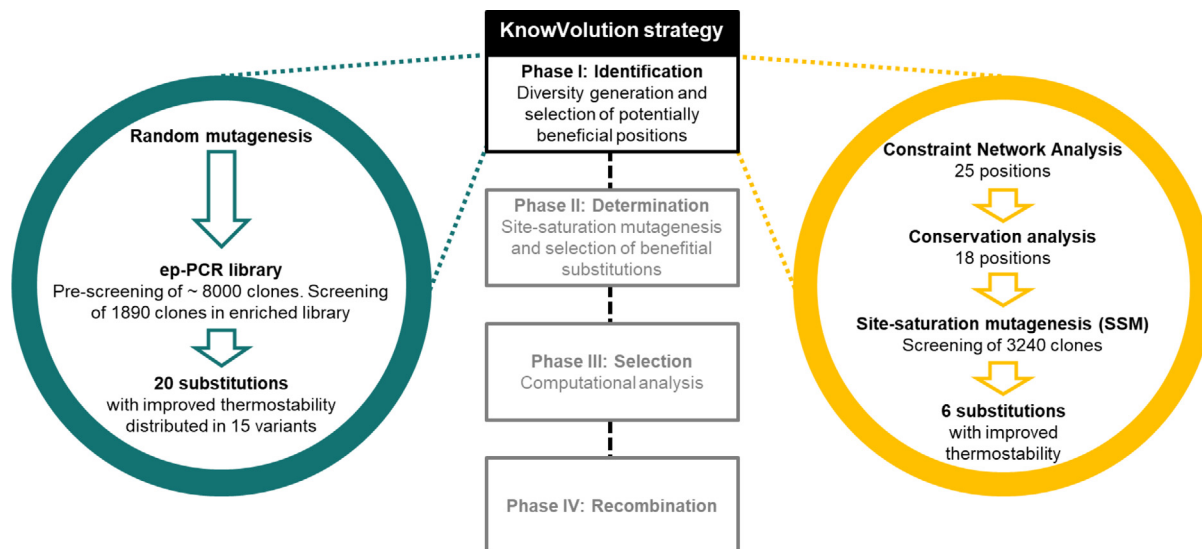 KnowVolution strategy
Phase I: Identification
Diversity generation and
selection of potentially
beneficial positions
Phase II: Determination
Site-saturation mutagenesis
and selection of benefitial
substitutions
Phase III: Selection
Computational analysis
Phase IV: Recombination
Random mutagenesis
ep-PCR library
Pre-screening of ~ 8000 clones. Screening
of 1890 clones in enriched library
20 substitutions
with improved thermostability
distributed in 15 variants
Constraint Network Analysis
25 positions
Conservation analysis
18 positions
Site-saturation mutagenesis (SSM)
Screening of 3240 clones
6 substitutions
with improved
thermostability